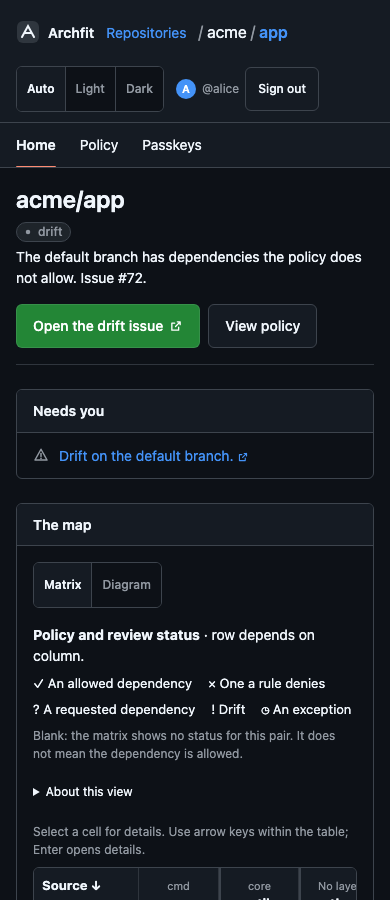 Archfit Repositories / acme / app
Auto Light Dark A @alice Sign out
Home Policy Passkeys
acme/app
drift
The default branch has dependencies the policy does
not allow. Issue #72.
Open the drift issue View policy
Needs you
Drift on the default branch.
The map
Matrix Diagram
Policy and review status · row depends on
column.
✓ An allowed dependency × One a rule denies
? A requested dependency ! Drift ◷ An exception
Blank: the matrix shows no status for this pair. It does
not mean the dependency is allowed.
▶ About this view
Select a cell for details. Use arrow keys within the table;
Enter opens details.
Source ↓ cmd core No laye